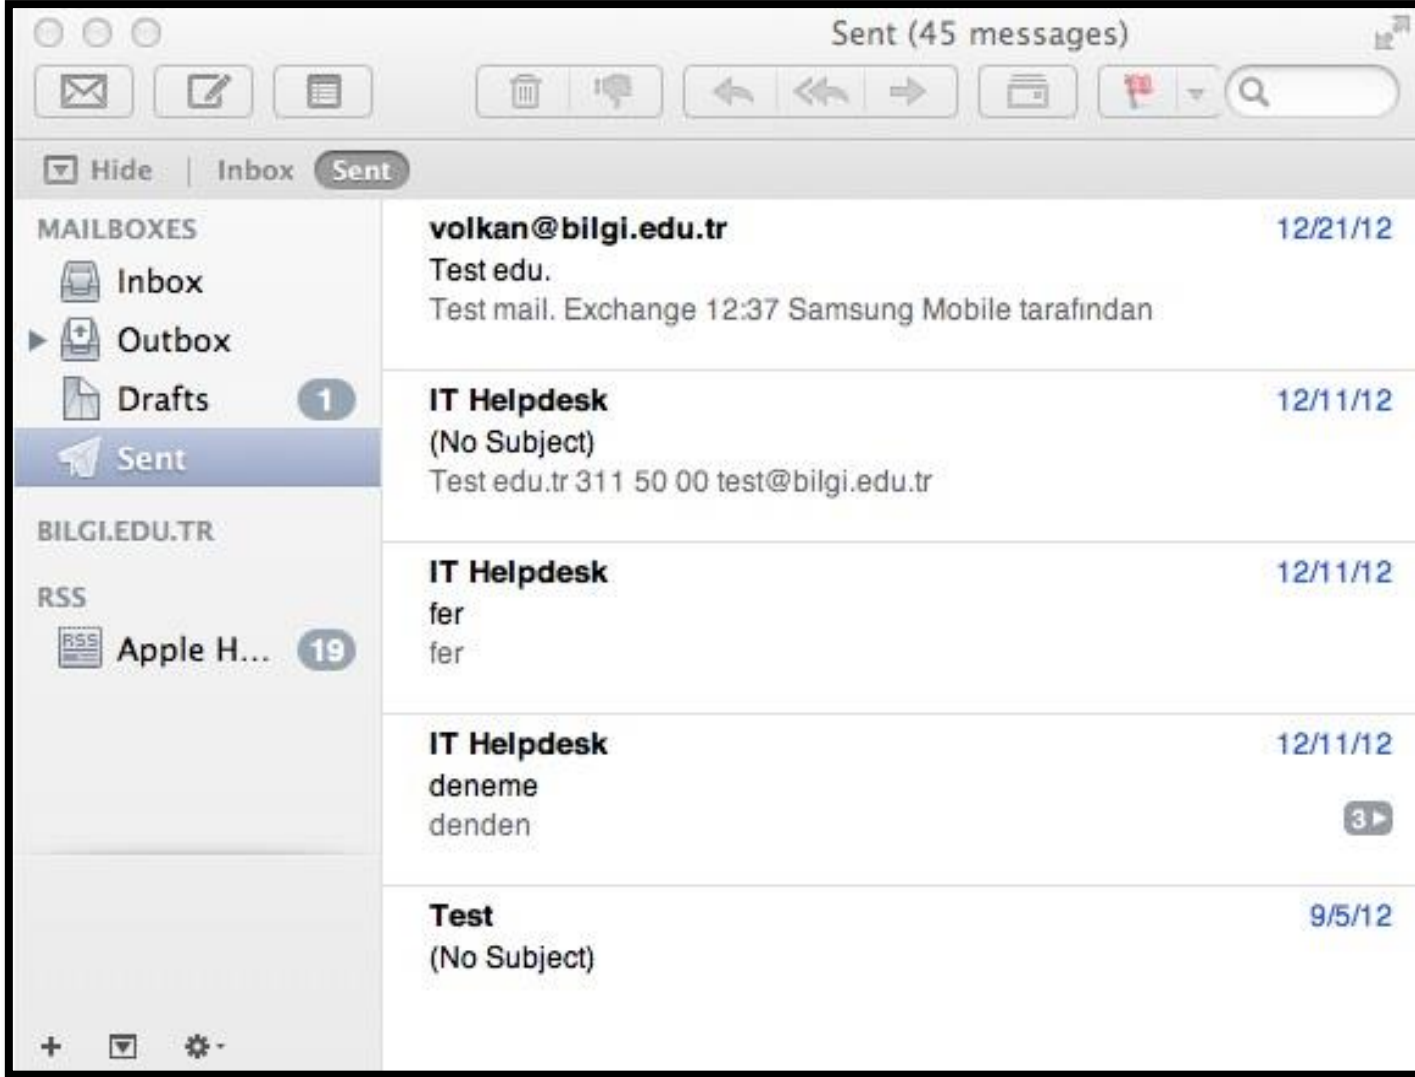 Sent (45 messages)
Hide | Inbox Sent
MAILBOXES
Inbox
Outbox
Drafts 1
Sent
BILGI.EDU.TR
RSS
RSS
Apple H... 19
volkan@bilgi.edu.tr 12/21/12
Test edu.
Test mail. Exchange 12:37 Samsung Mobile tarafından
IT Helpdesk 12/11/12
(No Subject)
Test edu.tr 311 50 00 test@bilgi.edu.tr
IT Helpdesk 12/11/12
fer
fer
IT Helpdesk 12/11/12
deneme
denden 3
Test 9/5/12
(No Subject)